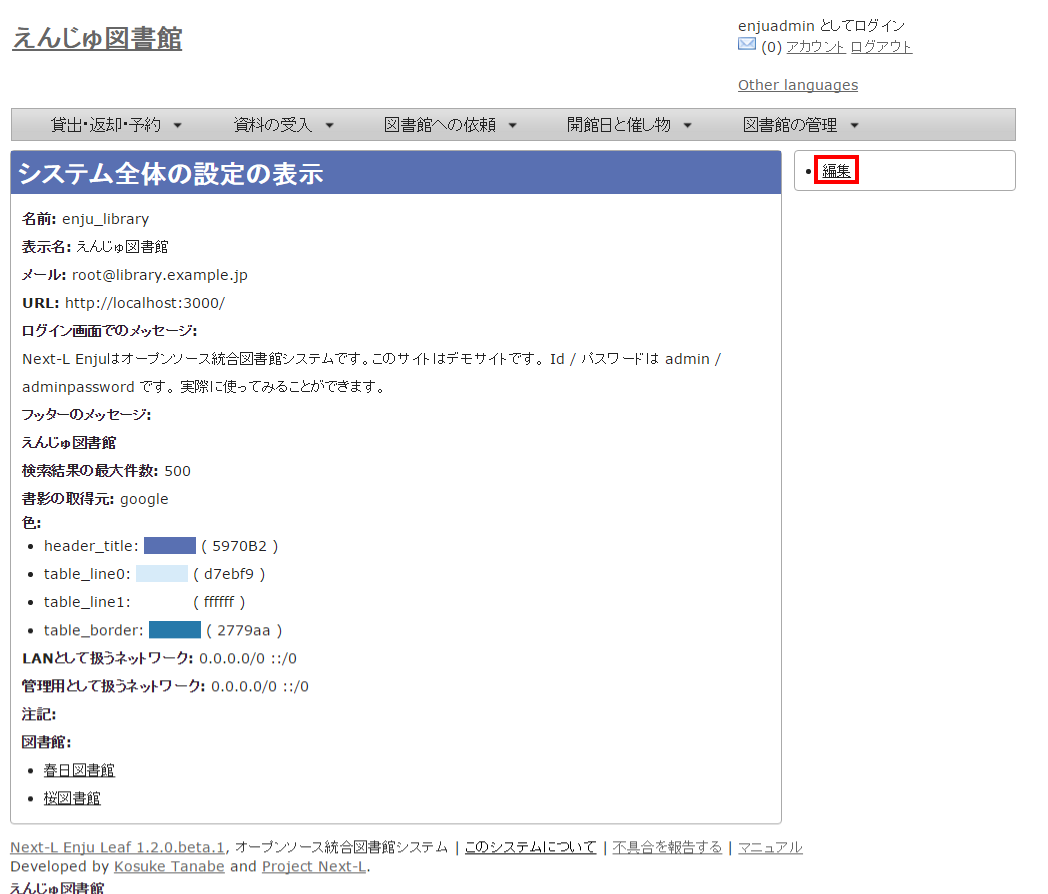 えんじゅ図書館
enjuadmin としてログイン
(0) アカウント ログアウト
Other languages
貸出・返却・予約 ▼ 資料の受入 ▼ 図書館への依頼 ▼ 開館日と催し物 ▼ 図書館の管理 ▼
システム全体の設定の表示
• 編集
名前: enju_library
表示名: えんじゅ図書館
メール: root@library.example.jp
URL: http://localhost:3000/
ログイン画面でのメッセージ:
Next-L Enjuはオープンソース統合図書館システムです。このサイトはデモサイトです。 Id / パスワードは admin /
adminpassword です。 実際に使ってみることができます。
フッターのメッセージ:
えんじゅ図書館
検索結果の最大件数: 500
書影の取得元: google
色:
• header_title: ( 5970B2 )
• table_line0: ( d7ebf9 )
• table_line1: ( ffffff )
• table_border: ( 2779aa )
LANとして扱うネットワーク: 0.0.0.0/0 ::/0
管理用として扱うネットワーク: 0.0.0.0/0 ::/0
注記:
図書館:
• 春日図書館
• 桜図書館
Next-L Enju Leaf 1.2.0.beta.1, オープンソース統合図書館システム | このシステムについて | 不具合を報告する | マニュアル
Developed by Kosuke Tanabe and Project Next-L.
えんじゅ図書館